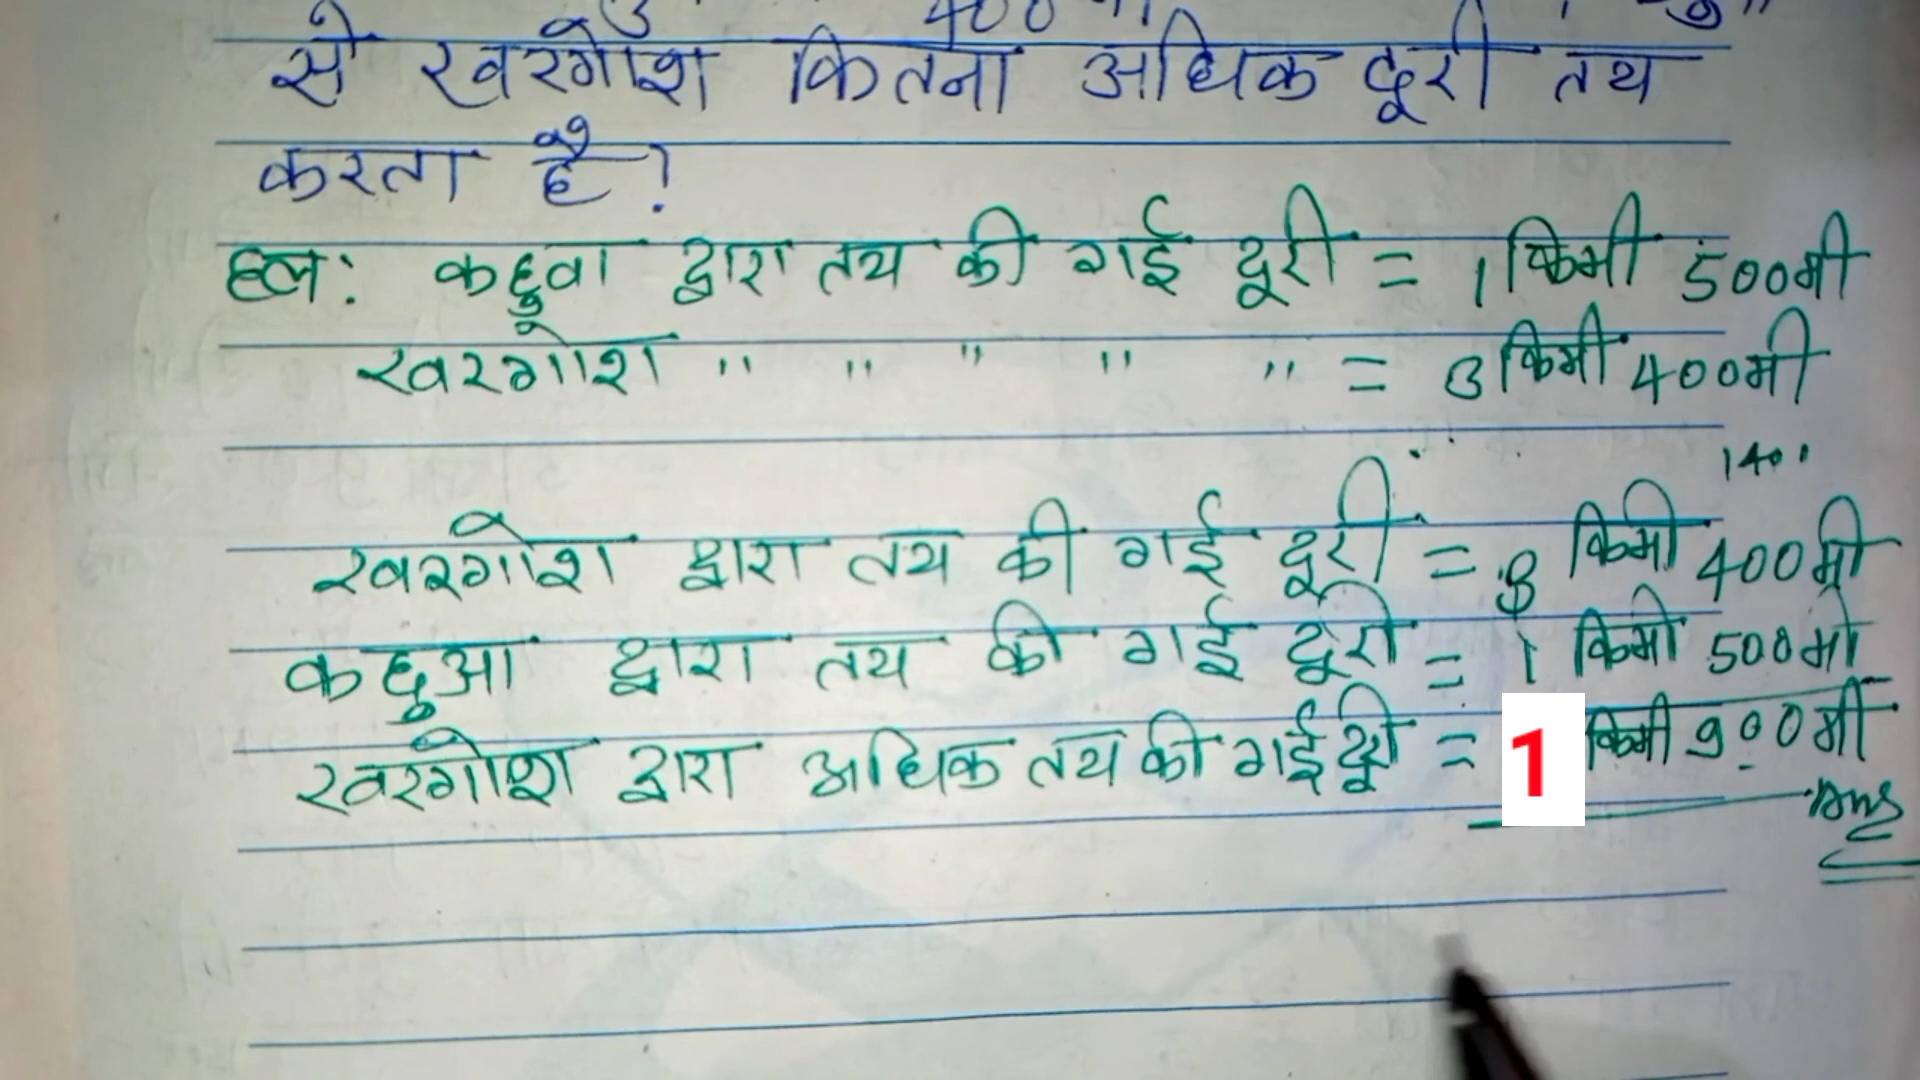 से खरगोश कितना अधिक दूरी तय
करता है?
हल: कछुवा द्वारा तय की गई दूरी = 1 किमी 500मी
खरगोश " " " " " = 3 किमी 400मी
खरगोश द्वारा तय की गई दूरी = 3 किमी 400मी
कछुआ द्वारा तय की गई दूरी = 1 किमी 500मी
खरगोश द्वारा अधिक तय की गई दूरी = 1 किमी 900मी
Ans